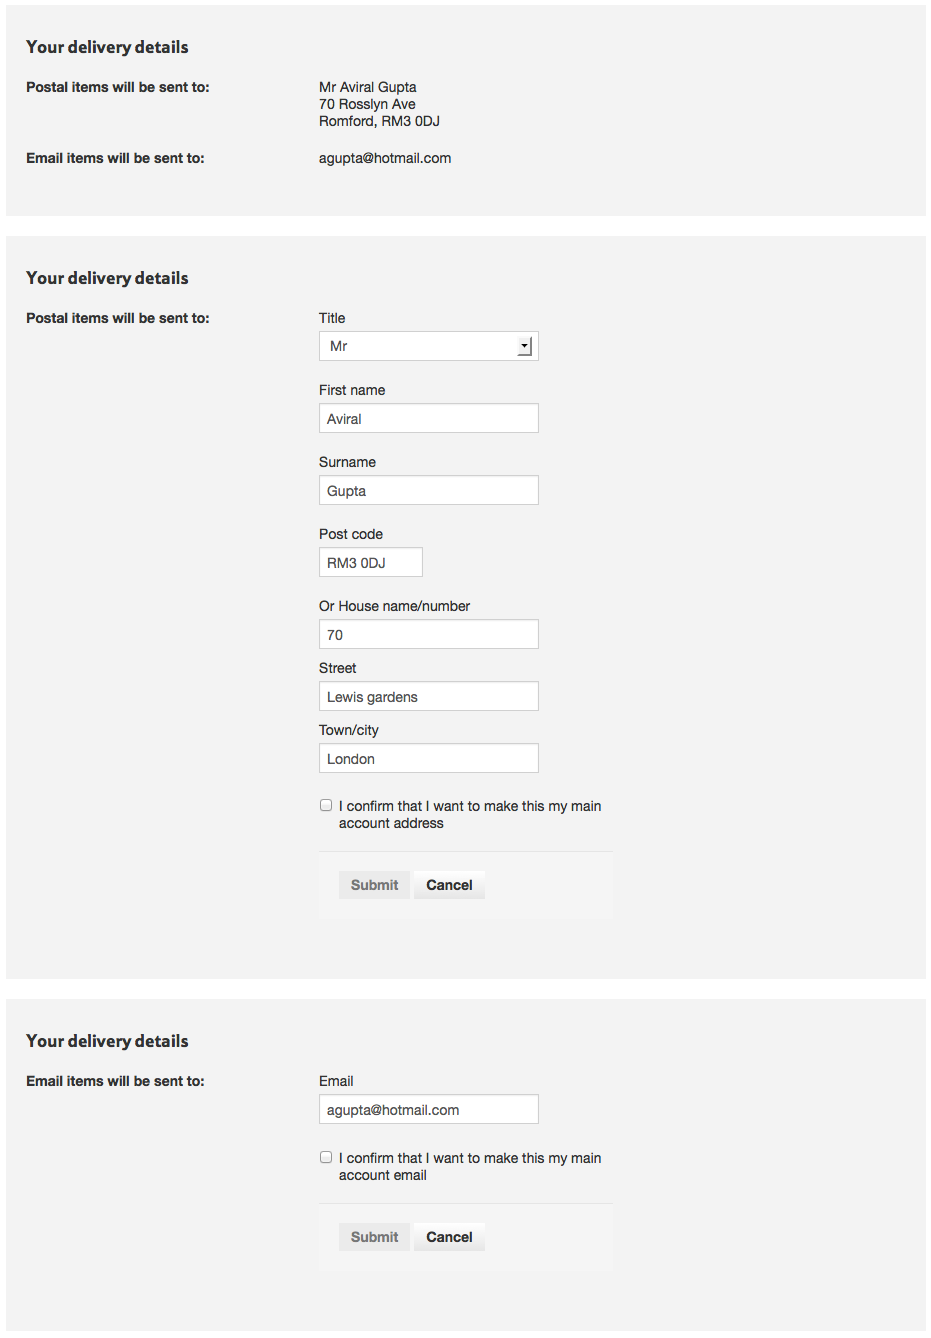 Your delivery details
Postal items will be sent to:
Mr Aviral Gupta
70 Rosslyn Ave
Romford, RM3 0DJ
Email items will be sent to:
agupta@hotmail.com
Your delivery details
Postal items will be sent to:
Title
Mr
First name
Aviral
Surname
Gupta
Post code
RM3 0DJ
Or House name/number
70
Street
Lewis gardens
Town/city
London
I confirm that I want to make this my main
account address
Submit Cancel
Your delivery details
Email items will be sent to:
Email
agupta@hotmail.com
I confirm that I want to make this my main
account email
Submit Cancel